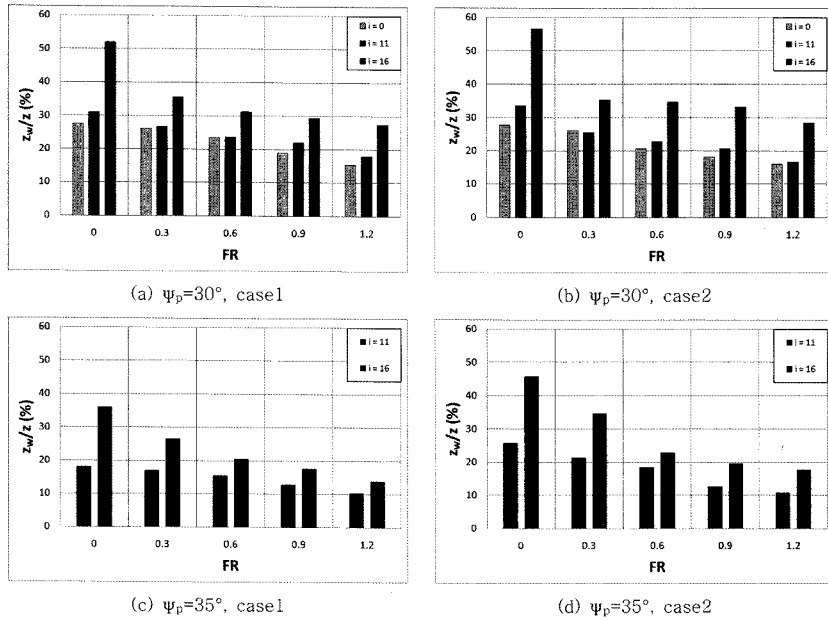 60
50
40
30
20
10
0
z_w/z (%)
i = 0
i = 11
i = 16
0 0.3 0.6 0.9 1.2
FR
(a) Ψ_p=30°, case1
60
50
40
30
20
10
0
z_w/z (%)
i = 0
i = 11
i = 16
0 0.3 0.6 0.9 1.2
FR
(b) Ψ_p=30°, case2
60
50
40
30
20
10
0
z_w/z (%)
i = 11
i = 16
0 0.3 0.6 0.9 1.2
FR
(c) Ψ_p=35°, case1
60
50
40
30
20
10
0
z_w/z (%)
i = 11
i = 16
0 0.3 0.6 0.9 1.2
FR
(d) Ψ_p=35°, case2